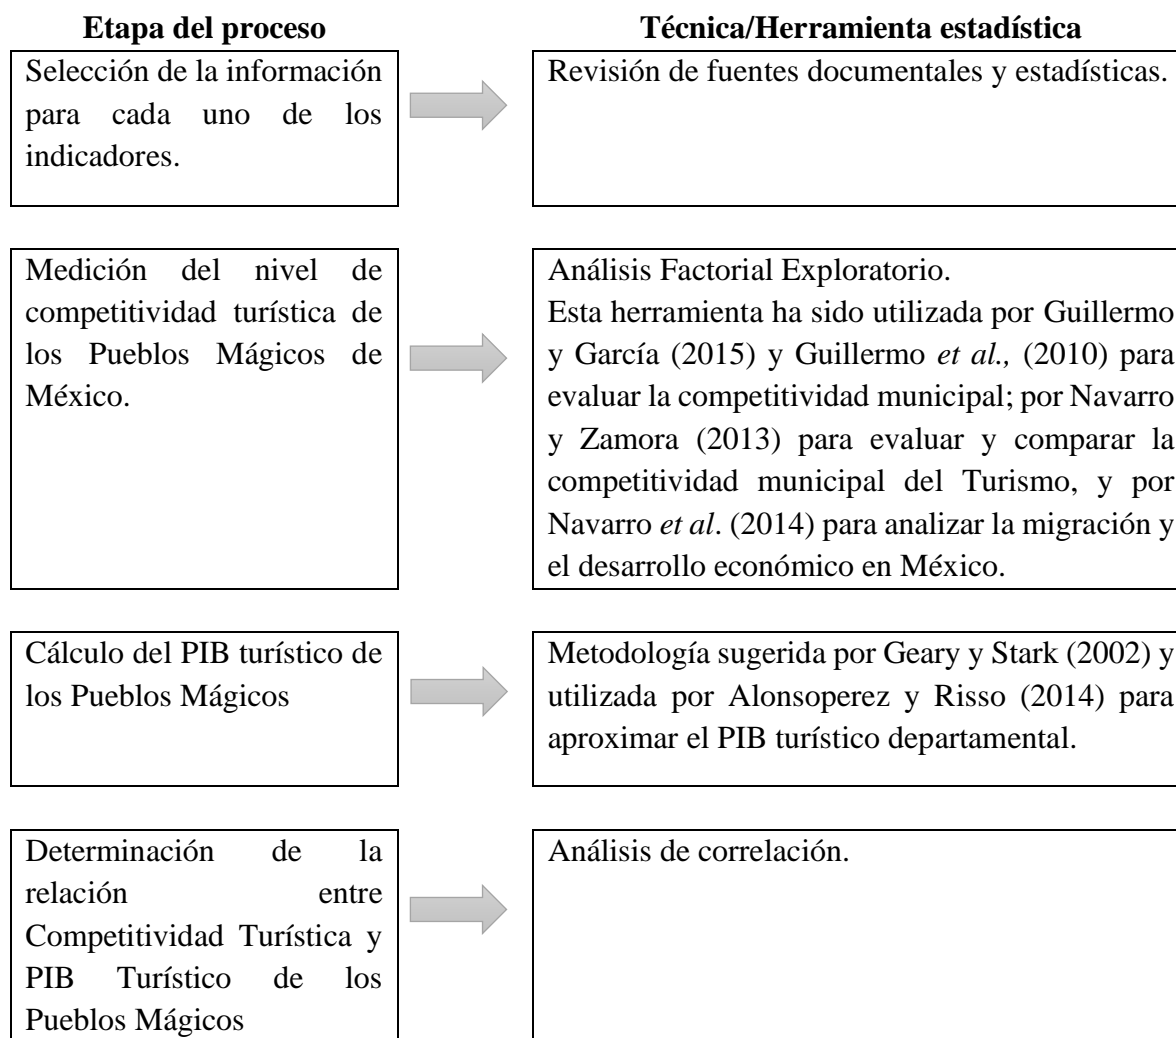 Etapa del proceso
Técnica/Herramienta estadística
Selección de la información
para cada uno de los
indicadores.
Revisión de fuentes documentales y estadísticas.
Medición del nivel de
competitividad turística de
los Pueblos Mágicos de
México.
Análisis Factorial Exploratorio.
Esta herramienta ha sido utilizada por Guillermo
y García (2015) y Guillermo et al., (2010) para
evaluar la competitividad municipal; por Navarro
y Zamora (2013) para evaluar y comparar la
competitividad municipal del Turismo, y por
Navarro et al. (2014) para analizar la migración y
el desarrollo económico en México.
Cálculo del PIB turístico de
los Pueblos Mágicos
Metodología sugerida por Geary y Stark (2002) y
utilizada por Alonsoperez y Risso (2014) para
aproximar el PIB turístico departamental.
Determinación de la
relación entre
Competitividad Turística y
PIB Turístico de los
Pueblos Mágicos
Análisis de correlación.